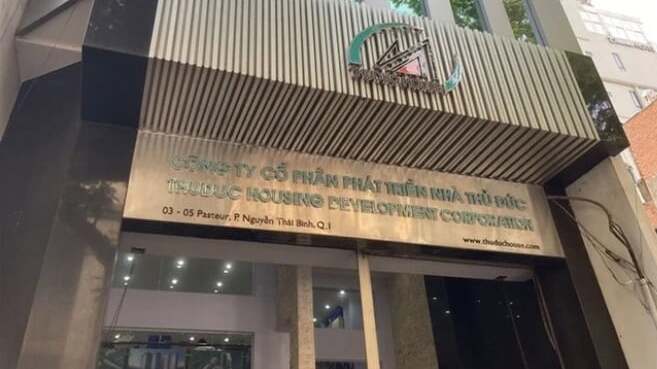 CÔNG TY CỔ PHẦN PHÁT TRIỂN NHÀ THỦ ĐỨC
THUDUC HOUSING DEVELOPMENT CORPORATION
03 - 05 Pasteur, P. Nguyễn Thái Bình, Q.1
www.thuduchouse.com